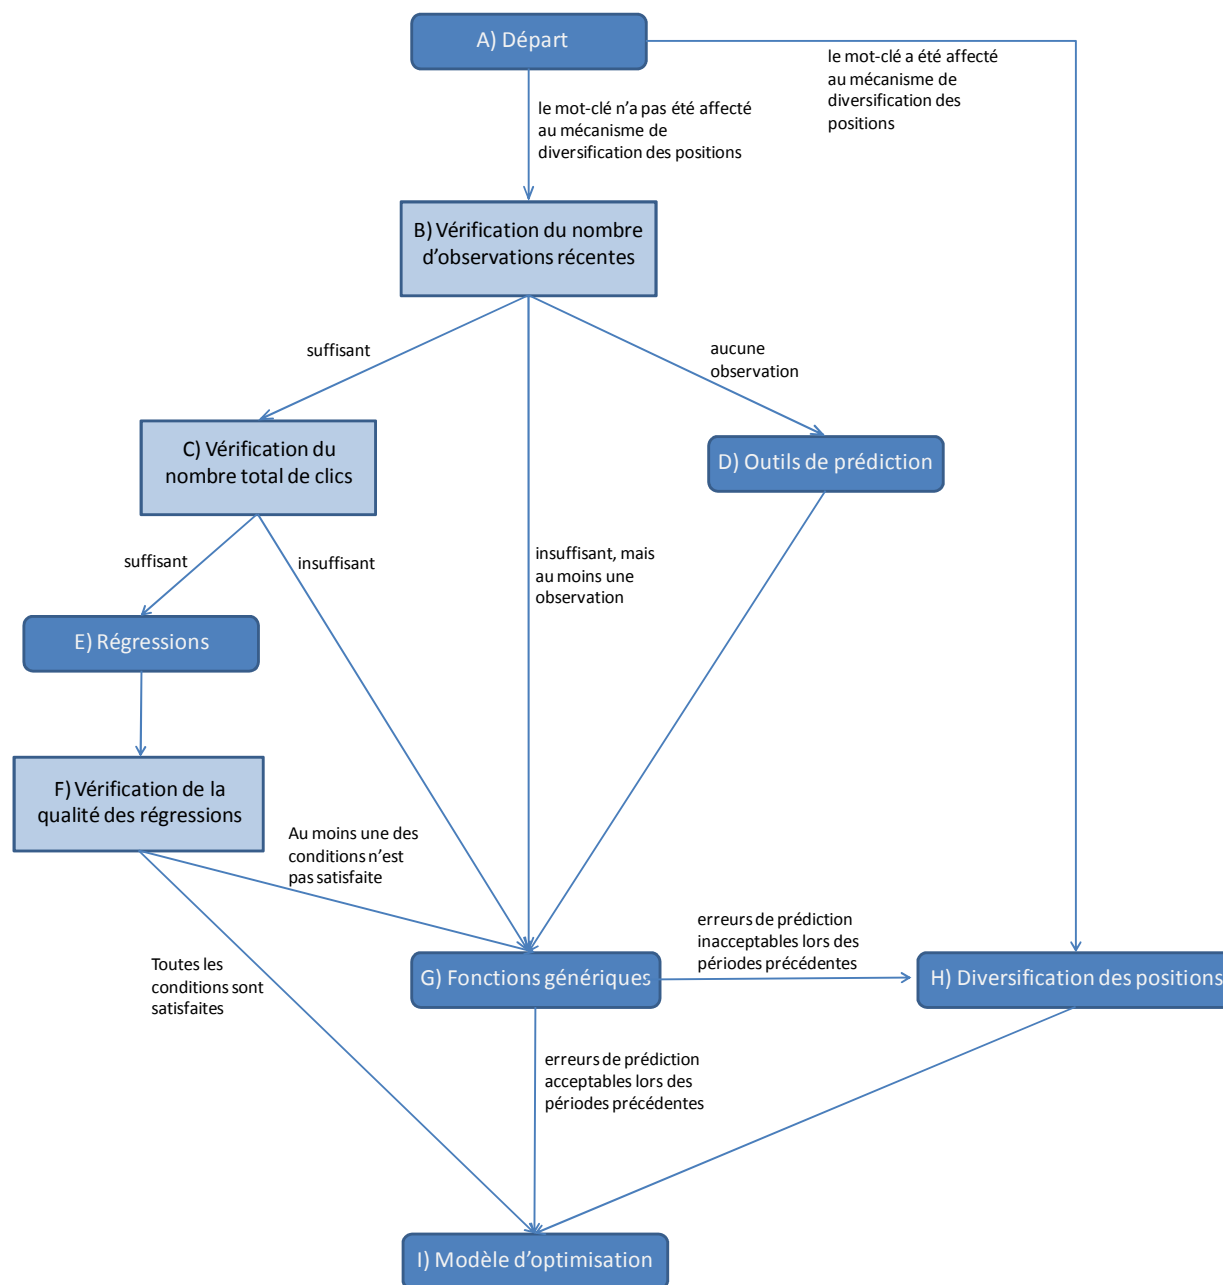 A) Départ
le mot-clé a été affecté
au mécanisme de
diversification des
positions
le mot-clé n'a pas été affecté
au mécanisme de
diversification des positions
B) Vérification du nombre
d'observations récentes
suffisant
aucune
observation
C) Vérification du
nombre total de clics
D) Outils de prédiction
suffisant
insuffisant
insuffisant, mais
au moins une
observation
E) Régressions
F) Vérification de la
qualité des régressions
Au moins une des
conditions n'est
pas satisfaite
erreurs de prédiction
inacceptables lors des
périodes précédentes
Toutes les
conditions sont
satisfaites
G) Fonctions génériques
H) Diversification des positions
erreurs de prédiction
acceptables lors des
périodes précédentes
I) Modèle d'optimisation